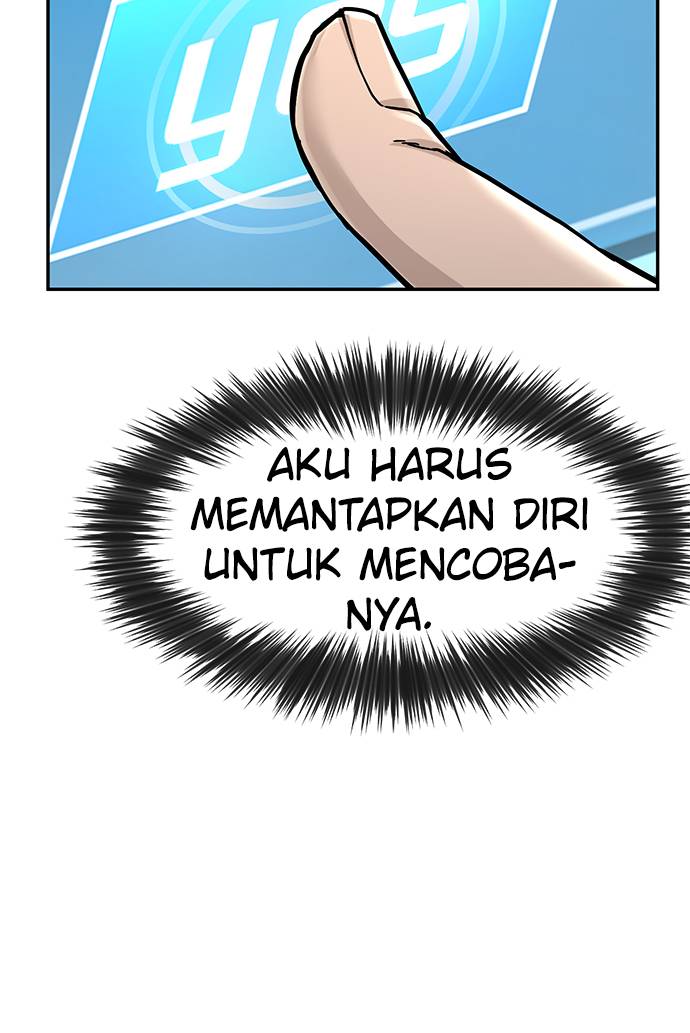 yes
AKU HARUS
MEMANTAPKAN DIRI
UNTUK MENCOBA-
NYA.